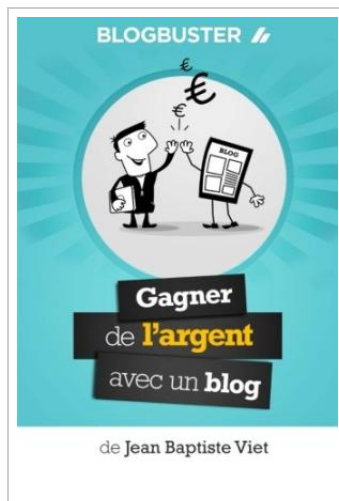 BLOGBUSTER
€
€
€
BLOG
Gagner
de l'argent
avec un blog
de Jean Baptiste Viet